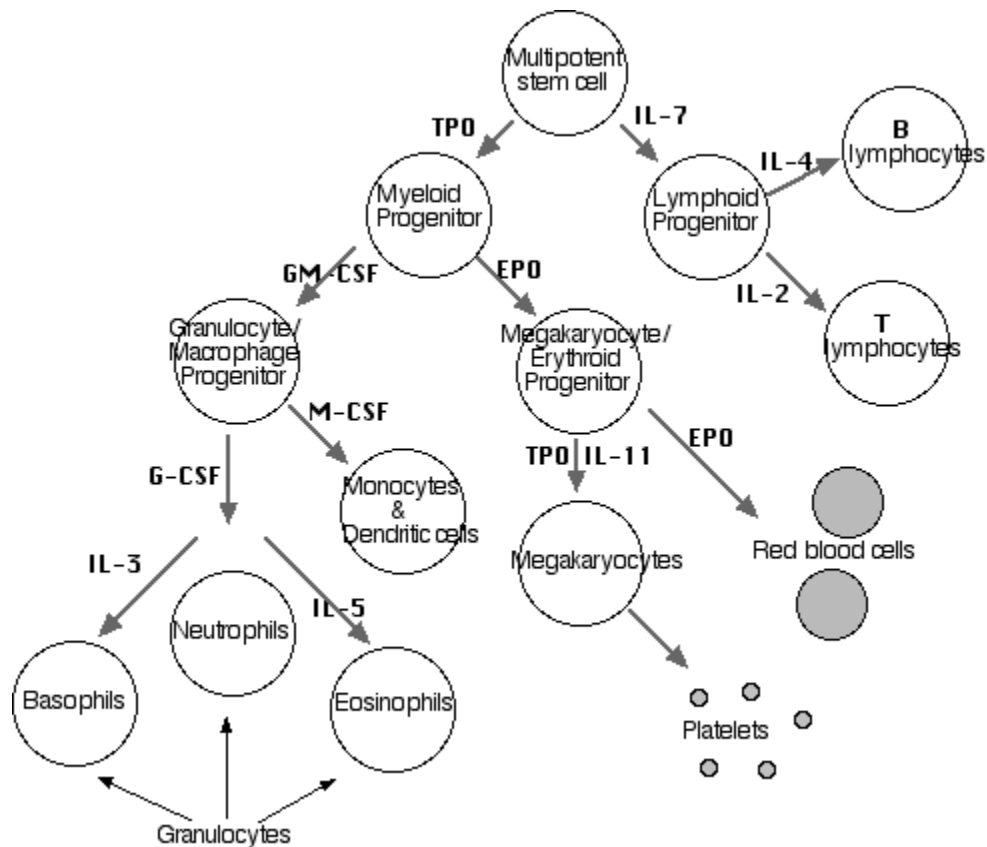 Multipotent
stem cell
TPO
IL-7
B
lymphocytes
IL-4
Myeloid
Progenitor
Lymphoid
Progenitor
GM-CSF
EPO
IL-2
T
lymphocytes
Granulocyte/
Macrophage
Progenitor
Megakaryocyte/
Erythroid
Progenitor
M-CSF
EPO
TPO
IL-11
G-CSF
Monocytes
&
Dendritic cells
Megakaryocytes
Red blood cells
IL-3
IL-5
Neutrophils
Basophils
Eosinophils
Platelets
Granulocytes